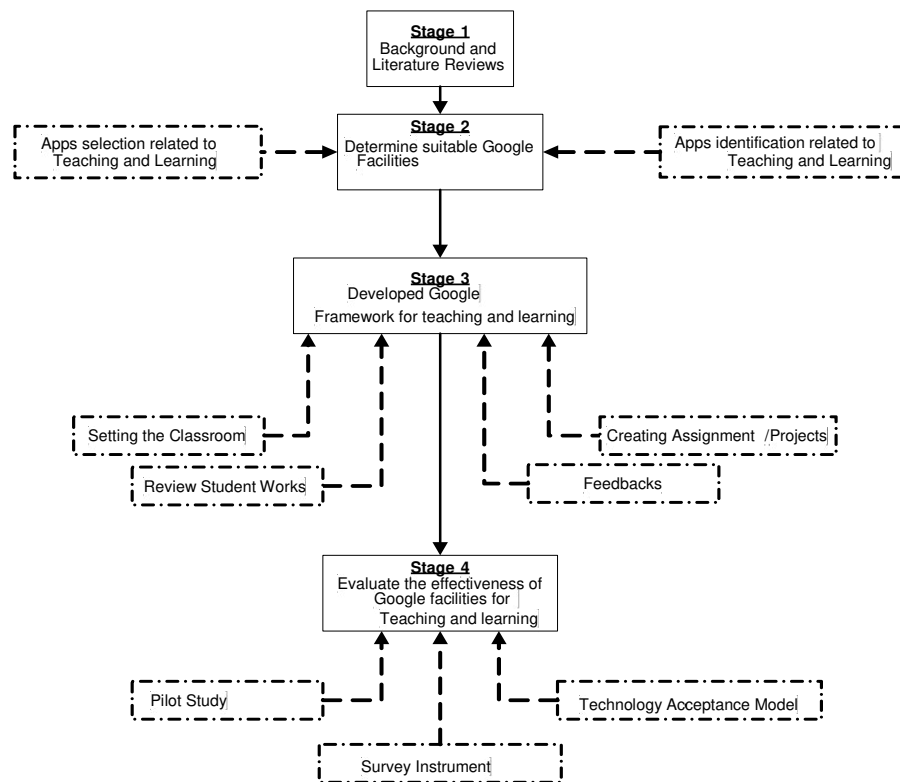 Stage 1
Background and
Literature Reviews
Stage 2
Determine suitable Google
Facilities
Apps selection related to
Teaching and Learning
Apps identification related to
Teaching and Learning
Stage 3
Developed Google
Framework for teaching and learning
Setting the Classroom
Creating Assignment /Projects
Review Student Works
Feedbacks
Stage 4
Evaluate the effectiveness of
Google facilities for
Teaching and learning
Pilot Study
Technology Acceptance Model
Survey Instrument